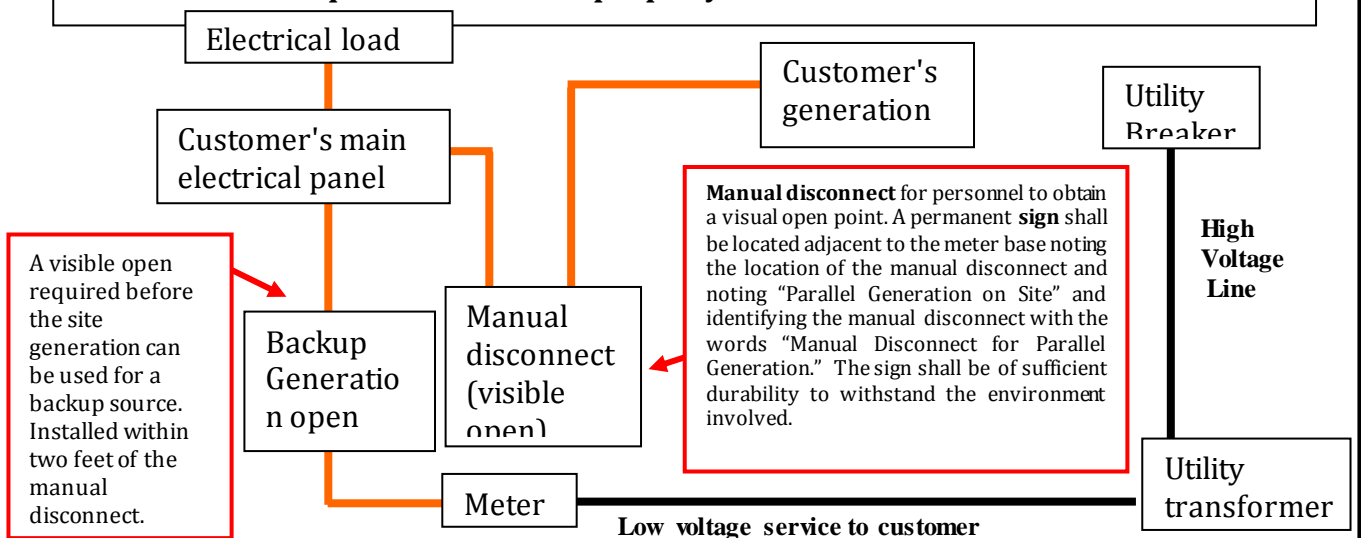 Electrical load
Customer's
generation
Utility
Breaker
Customer's main
electrical panel
Manual disconnect for personnel to obtain
a visual open point. A permanent sign shall
be located adjacent to the meter base noting
the location of the manual disconnect and
noting “Parallel Generation on Site” and
identifying the manual disconnect with the
words “Manual Disconnect for Parallel
Generation.” The sign shall be of sufficient
durability to withstand the environment
involved.
High
Voltage
Line
A visible open
required before
the site
generation can
be used for a
backup source.
Installed within
two feet of the
manual
disconnect.
Backup
Generatio
n open
Manual
disconnect
(visible
open)
Meter
Utility
transformer
Low voltage service to customer